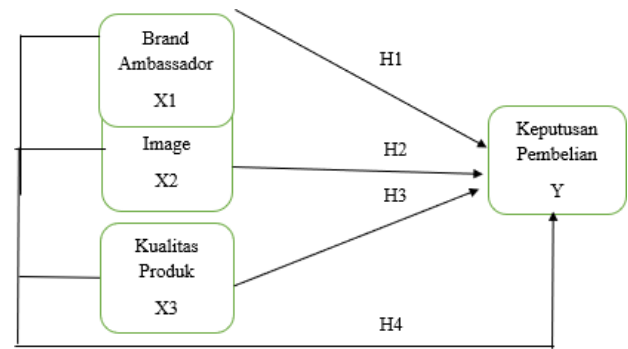 Brand
Ambassador
X1
H1
Image
X2
H2
Keputusan
Pembelian
Y
H3
Kualitas
Produk
X3
H4